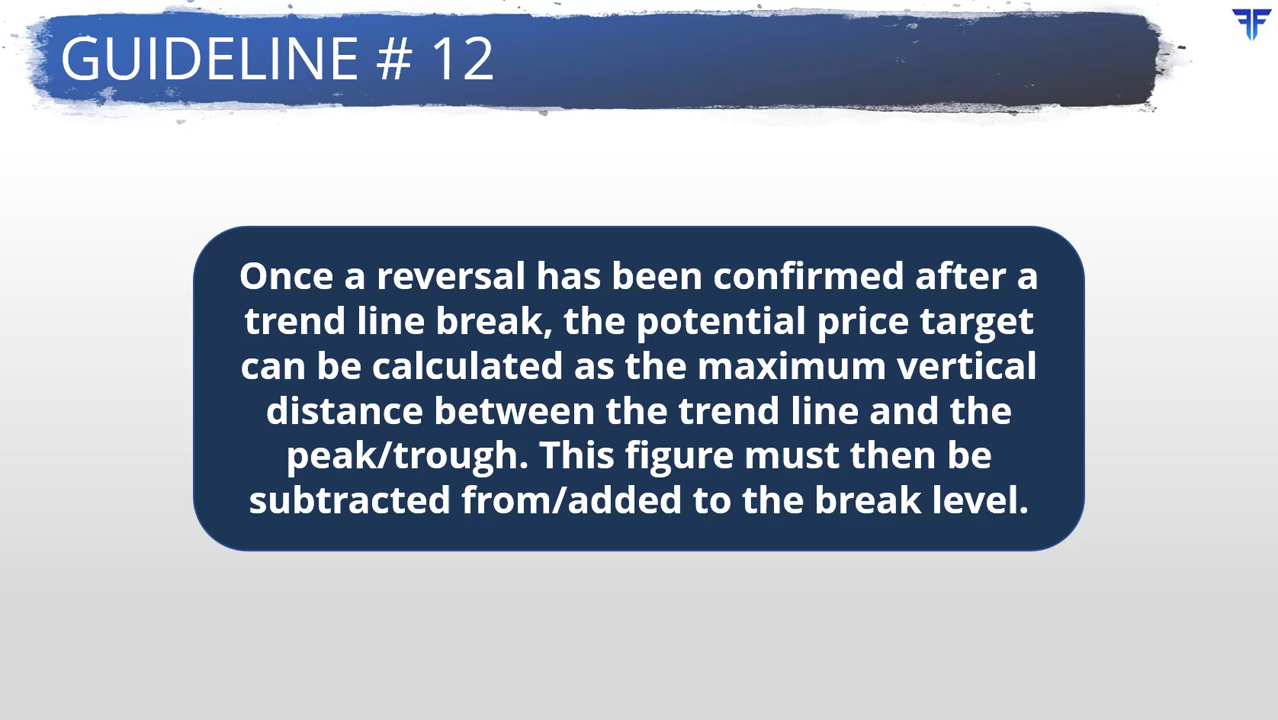 GUIDELINE # 12
Once a reversal has been confirmed after a
trend line break, the potential price target
can be calculated as the maximum vertical
distance between the trend line and the
peak/trough. This figure must then be
subtracted from/added to the break level.